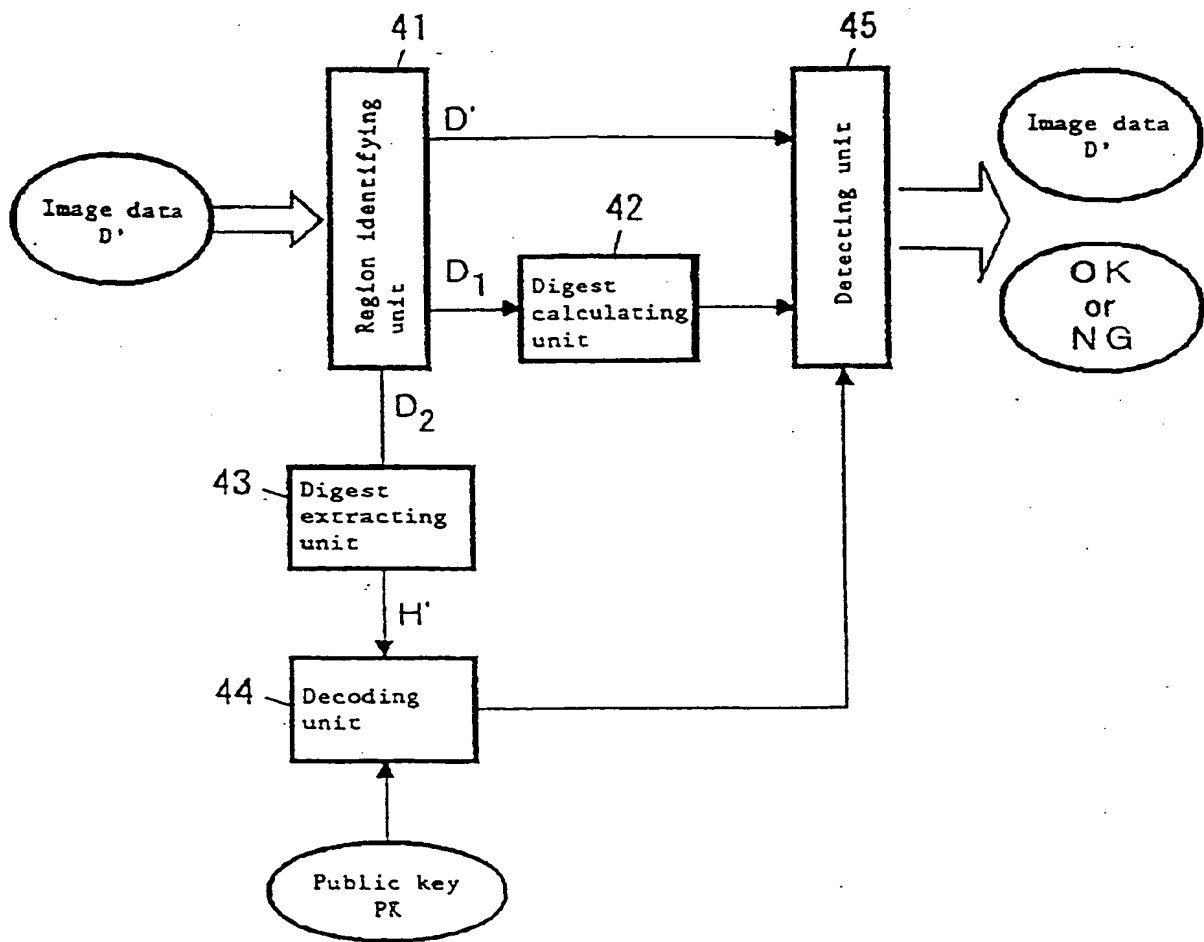 41
45
Image data
D'
Region identifying
unit
D'
D1
42
Digest
calculating
unit
Detecting unit
Image data
D'
OK
or
NG
D2
43
Digest
extracting
unit
H'
44
Decoding
unit
Public key
PK